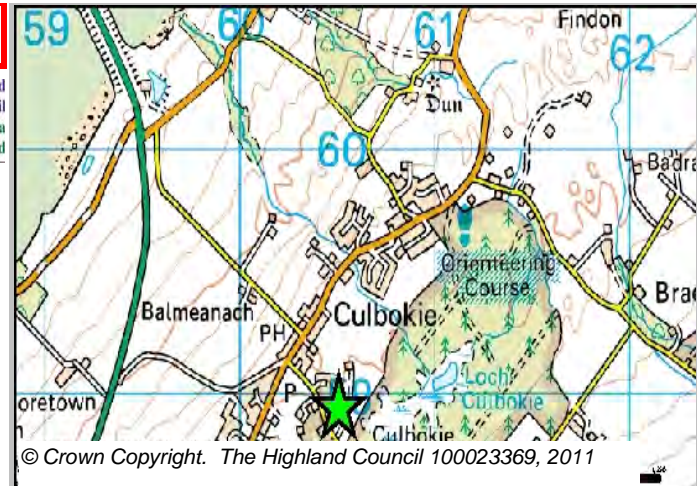 59
60
61
Findon
62
Dun
60
Badra
Orienteering
Course
Balmeanach
Culbokie
Brae
PH
oretown
P
59
Loch
Culbokie
Culbokie
© Crown Copyright. The Highland Council 100023369, 2011